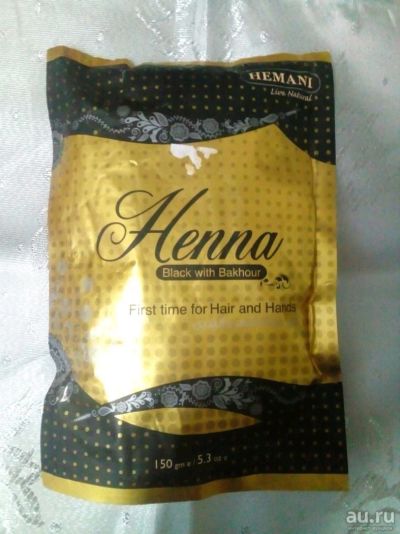 HEMANI
Live Natural
Henna
Black with Bakhour
First time for Hair and Hands
150 gm e / 5.3 oz e
au.ru